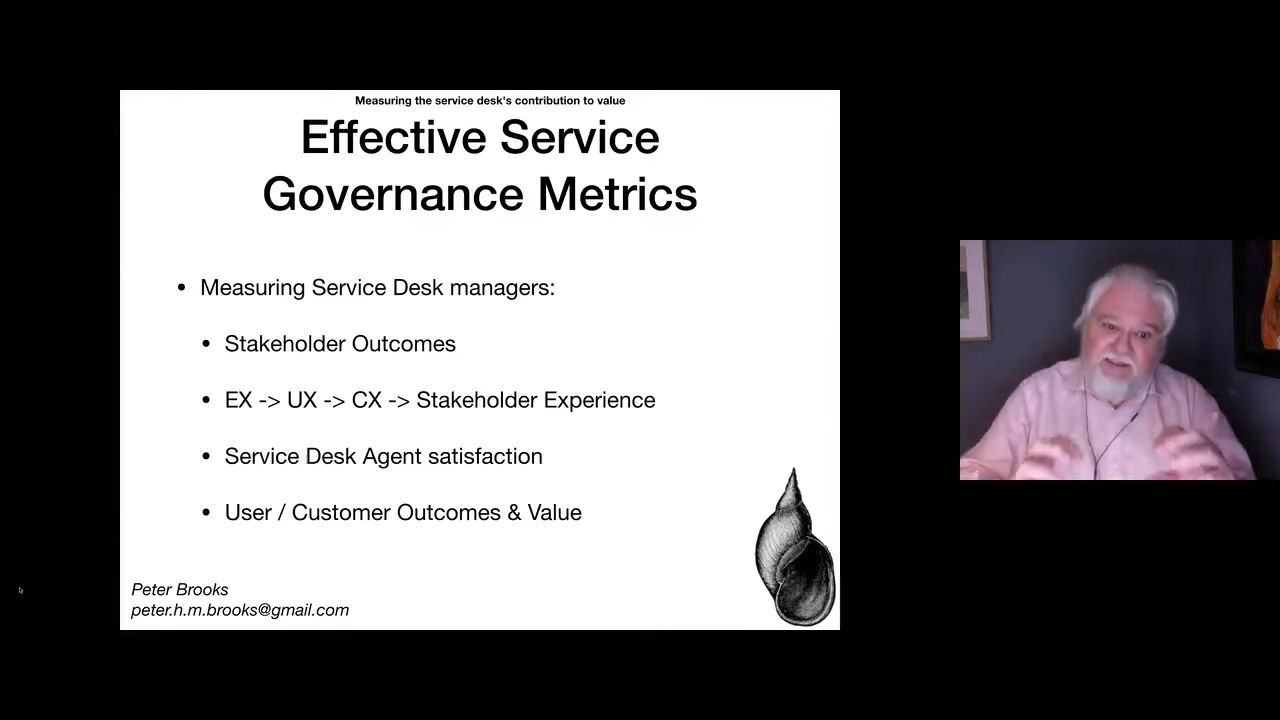 Measuring the service desk's contribution to value
Effective Service
Governance Metrics
• Measuring Service Desk managers:
• Stakeholder Outcomes
• EX -> UX -> CX -> Stakeholder Experience
• Service Desk Agent satisfaction
• User / Customer Outcomes & Value
Peter Brooks
peter.h.m.brooks@gmail.com